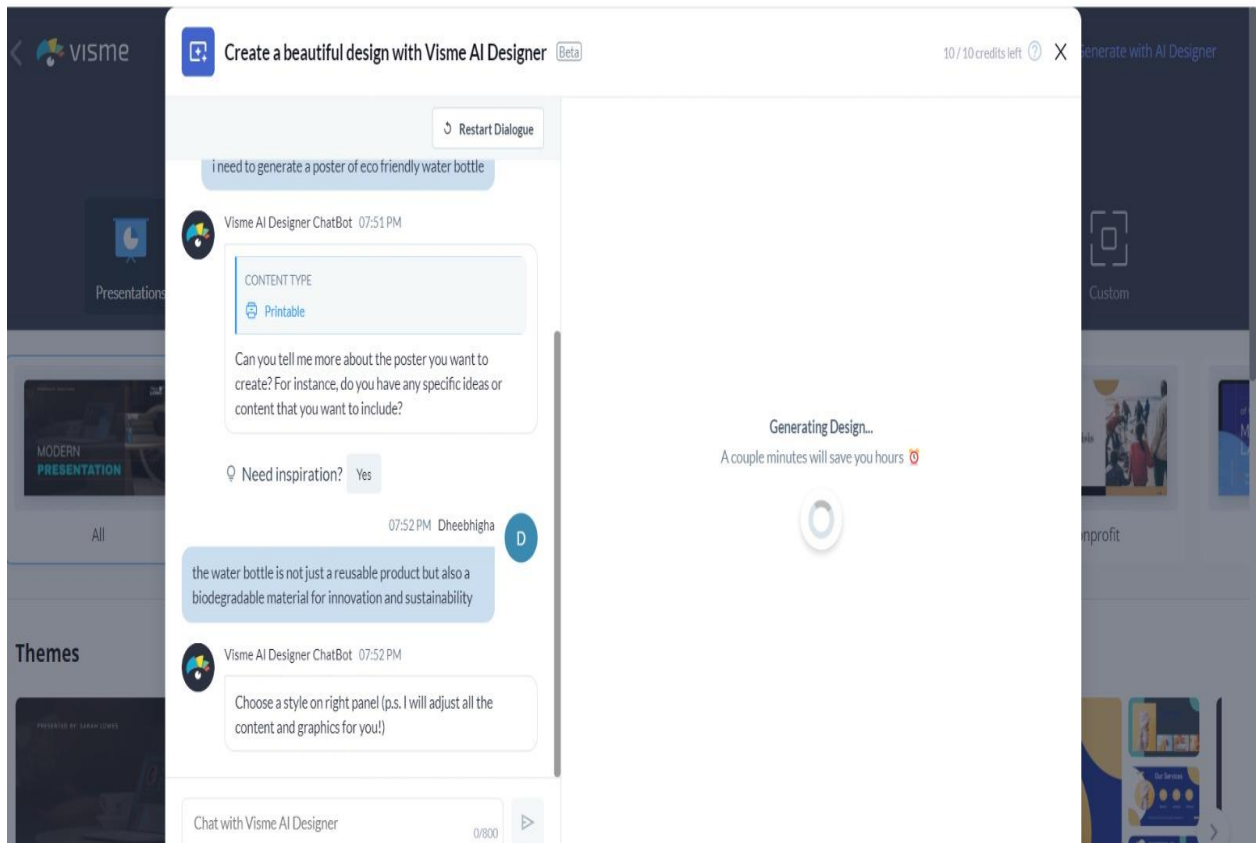 visme
Create a beautiful design with Visme AI Designer Beta
10 / 10 credits left ? X
enerate with AI Designer
Restart Dialogue
i need to generate a poster of eco friendly water bottle
Visme AI Designer ChatBot 07:51 PM
CONTENT TYPE
Printable
Can you tell me more about the poster you want to
create? For instance, do you have any specific ideas or
content that you want to include?
Need inspiration? Yes
07:52 PM Dheebhigha
D
the water bottle is not just a reusable product but also a
biodegradable material for innovation and sustainability
Visme AI Designer ChatBot 07:52 PM
Choose a style on right panel (p.s. I will adjust all the
content and graphics for you!)
Chat with Visme AI Designer
0/800
Generating Design...
A couple minutes will save you hours
Presentations
Custom
MODERN
PRESENTATION
All
nprofit
Themes
PRESENTED BY: SARAH LOWES
Our Services